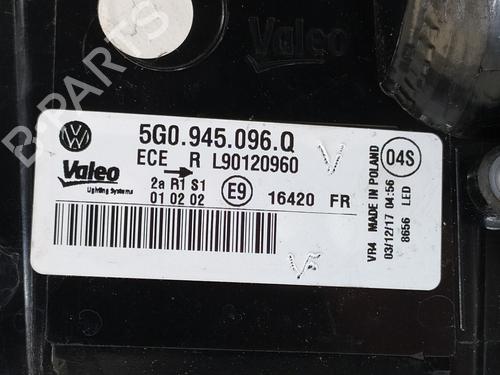 Valeo
B-PARTS
5G0.945.096.Q
ECE R L90120960
Valeo
Lighting Systems
2a R1 S1
01 02 02
E9
16420 FR
VR4 MADE IN POLAND
03/12/17 04:56
8656 LED
04S